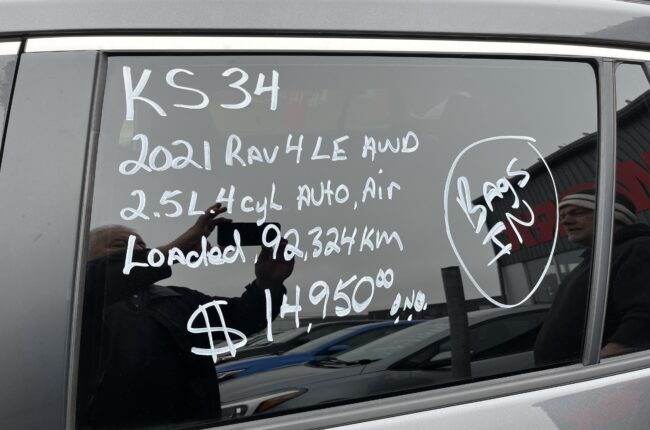 KS34
2021 RAV4 LE AWD
2.5L 4cyL AUTO, Air
Loaded, 92,324 KM
$14,950.00 O.N.O.
Bags
IN